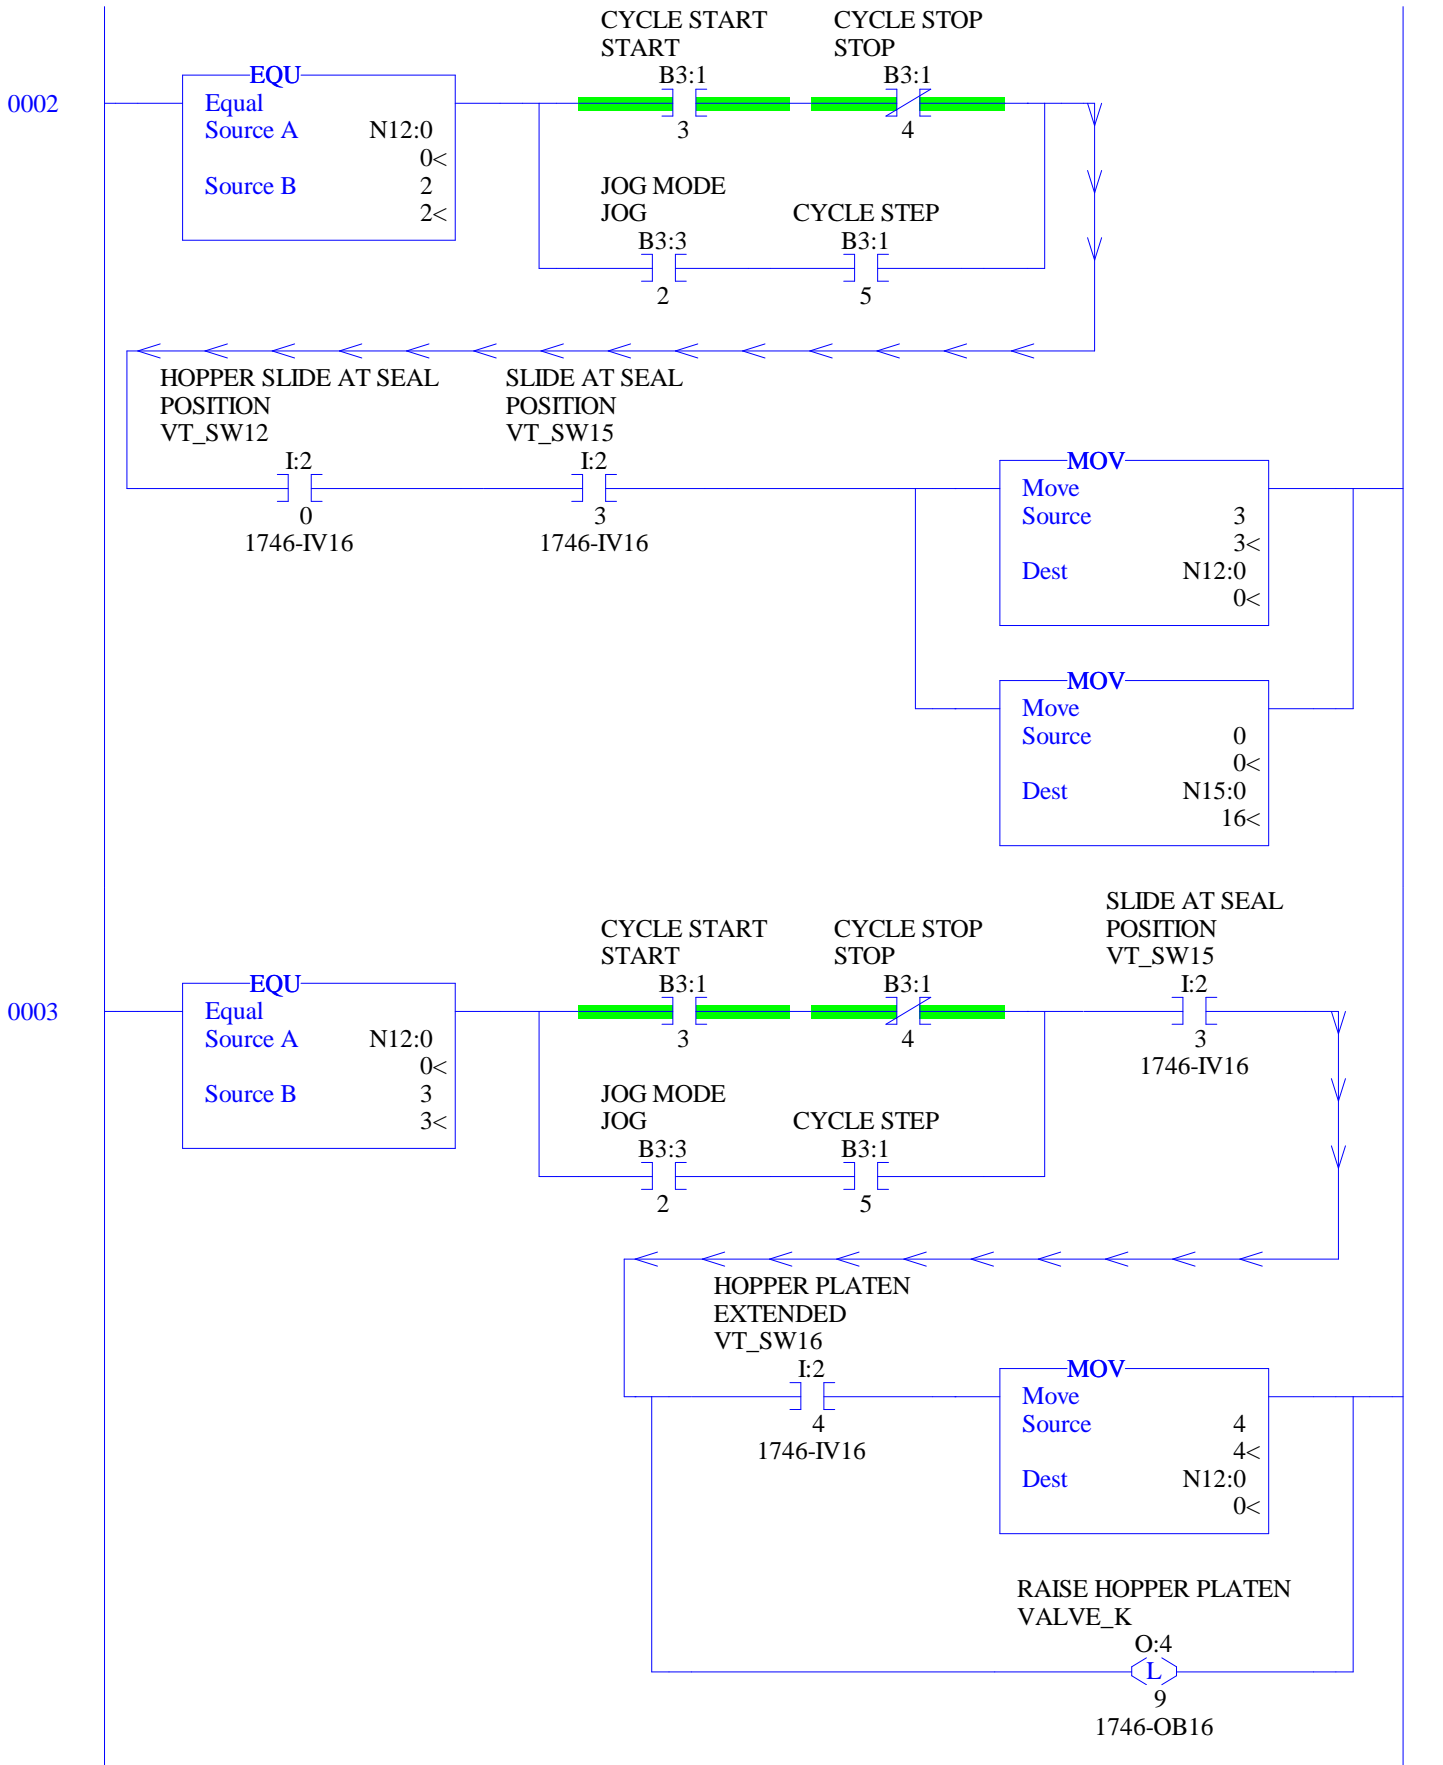 CYCLE START
START
B3:1
3
CYCLE STOP
STOP
B3:1
4
0002
EQU
Equal
Source A N12:0
0<
Source B 2
2<
JOG MODE
JOG
B3:3
2
CYCLE STEP
B3:1
5
HOPPER SLIDE AT SEAL
POSITION
VT_SW12
I:2
0
1746-IV16
SLIDE AT SEAL
POSITION
VT_SW15
I:2
3
1746-IV16
MOV
Move
Source 3
3<
Dest N12:0
0<
MOV
Move
Source 0
0<
Dest N15:0
16<
0003
EQU
Equal
Source A N12:0
0<
Source B 3
3<
CYCLE START
START
B3:1
3
CYCLE STOP
STOP
B3:1
4
SLIDE AT SEAL
POSITION
VT_SW15
I:2
3
1746-IV16
JOG MODE
JOG
B3:3
2
CYCLE STEP
B3:1
5
HOPPER PLATEN
EXTENDED
VT_SW16
I:2
4
1746-IV16
MOV
Move
Source 4
4<
Dest N12:0
0<
RAISE HOPPER PLATEN
VALVE_K
O:4
L
9
1746-OB16